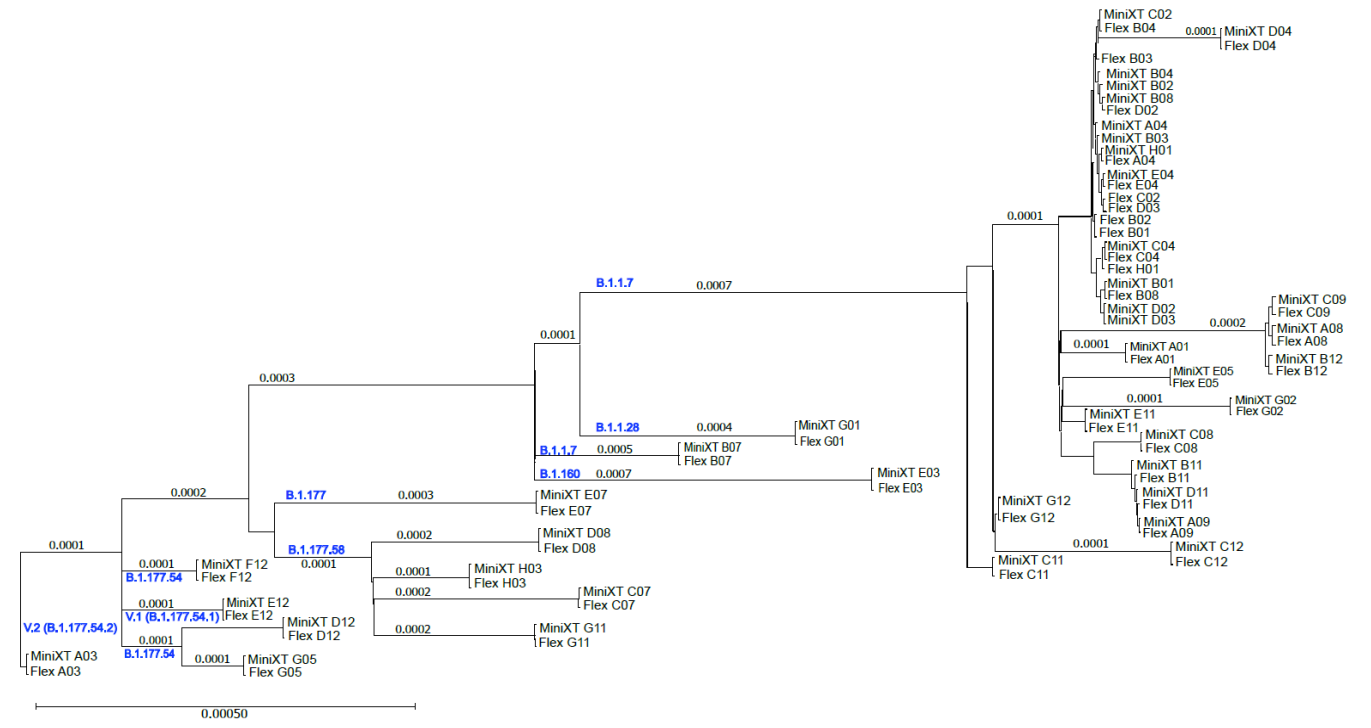 MiniXT C02
Flex B04
0.0001
MiniXT D04
Flex D04
Flex B03
MiniXT B04
MiniXT B02
MiniXT B08
Flex D02
MiniXT A04
MiniXT B03
MiniXT H01
Flex A04
MiniXT E04
Flex E04
Flex C02
Flex D03
0.0001
Flex B02
Flex B01
MiniXT C04
Flex C04
Flex H01
B.1.1.7
0.0007
MiniXT B01
Flex B08
MiniXT D02
MiniXT D03
MiniXT C09
Flex C09
0.0002
MiniXT A08
Flex A08
0.0001
0.0001
MiniXT A01
Flex A01
MiniXT B12
Flex B12
MiniXT E05
Flex E05
0.0003
0.0001
MiniXT G02
Flex G02
MiniXT E11
Flex E11
B.1.1.28
0.0004
MiniXT G01
Flex G01
MiniXT C08
Flex C08
B.1.1.7
0.0005
MiniXT B07
Flex B07
B.1.160
0.0007
MiniXT E03
Flex E03
MiniXT B11
Flex B11
MiniXT D11
Flex D11
0.0002
B.1.177
0.0003
MiniXT E07
Flex E07
MiniXT G12
Flex G12
MiniXT A09
Flex A09
0.0002
MiniXT D08
Flex D08
0.0001
B.1.177.58
0.0001
0.0001
MiniXT C12
Flex C12
0.0001
B.1.177.54
MiniXT F12
Flex F12
0.0001
MiniXT H03
Flex H03
MiniXT C11
Flex C11
0.0002
MiniXT C07
Flex C07
0.0001
V.1 (B.1.177.54.1)
MiniXT E12
Flex E12
V.2 (B.1.177.54.2)
0.0001
B.1.177.54
MiniXT D12
Flex D12
0.0002
MiniXT G11
Flex G11
MiniXT A03
Flex A03
0.0001
MiniXT G05
Flex G05
0.00050